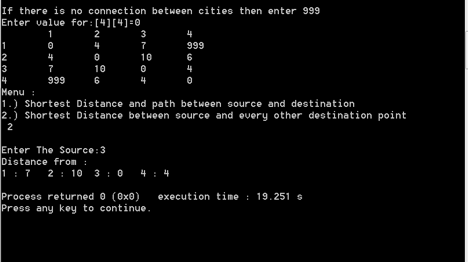 If there is no connection between cities then enter 999
Enter value for:[4][4]=0
1 2 3 4
1 0 4 7 999
2 4 0 10 6
3 7 10 0 4
4 999 6 4 0
Menu :
1.) Shortest Distance and path between source and destination
2.) Shortest Distance between source and every other destination point
2
Enter The Source:3
Distance from :
1 : 7 2 : 10 3 : 0 4 : 4
Process returned 0 (0x0) execution time : 19.251 s
Press any key to continue.